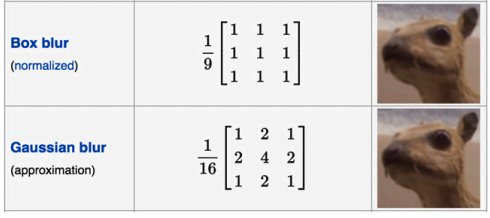 Box blur
(normalized)
1
9
1 1 1
1 1 1
1 1 1
Gaussian blur
(approximation)
1
16
1 2 1
2 4 2
1 2 1